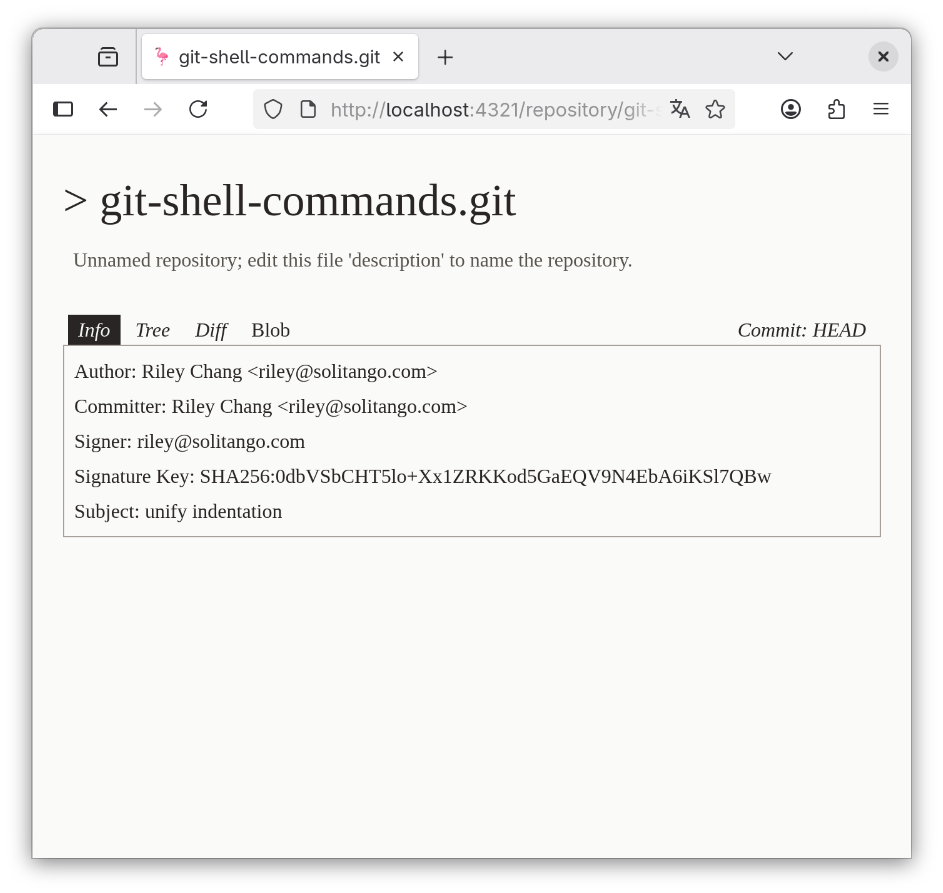 git-shell-commands.git
http://localhost:4321/repository/git-
> git-shell-commands.git
Unnamed repository; edit this file 'description' to name the repository.
Info Tree Diff Blob Commit: HEAD
Author: Riley Chang <riley@solitango.com>
Committer: Riley Chang <riley@solitango.com>
Signer: riley@solitango.com
Signature Key: SHA256:0dbVSbCHT5lo+Xx1ZRKKod5GaEQV9N4EbA6iKSl7QBw
Subject: unify indentation